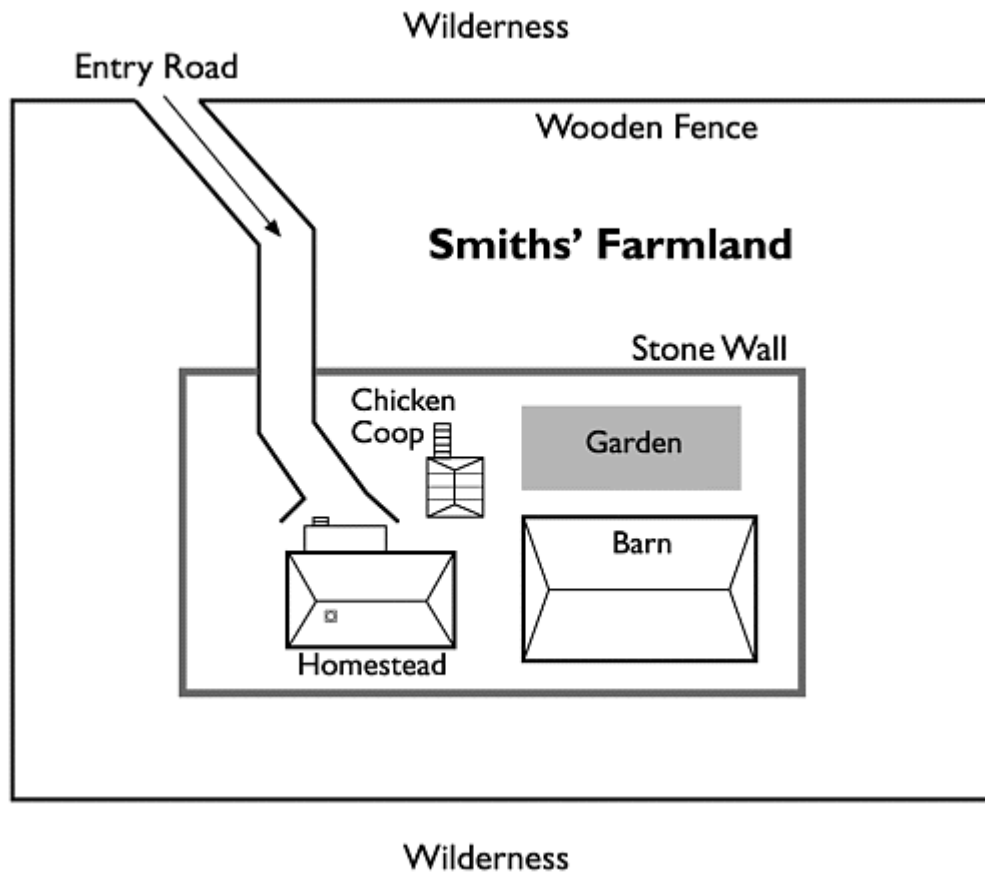 Wilderness
Entry Road
Wooden Fence
Smiths’ Farmland
Stone Wall
Chicken
Coop
Garden
Barn
Homestead
Wilderness